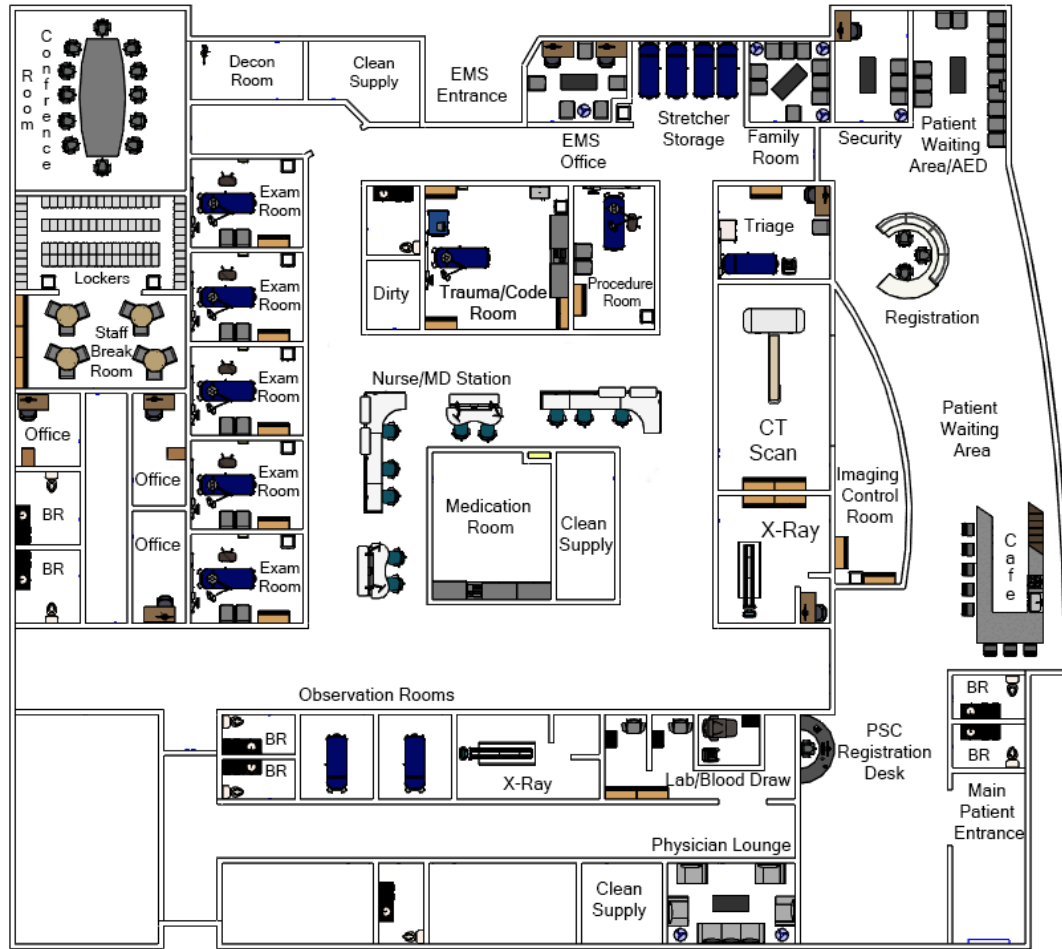 Confrence
Room
Decon
Room
Clean
Supply
EMS
Entrance
EMS
Office
Stretcher
Storage
Family
Room
Security
Patient
Waiting
Area/AED
Exam
Room
Lockers
Exam
Room
Dirty
Trauma/Code
Room
Procedure
Room
Triage
Registration
Staff
Break
Room
Exam
Room
Nurse/MD Station
Office
Office
Exam
Room
CT
Scan
Patient
Waiting
Area
BR
Medication
Room
Clean
Supply
X-Ray
Imaging
Control
Room
Office
BR
Exam
Room
Cafe
Observation Rooms
BR
BR
X-Ray
Lab/Blood Draw
PSC
Registration
Desk
BR
BR
Main
Patient
Entrance
Physician Lounge
Clean
Supply